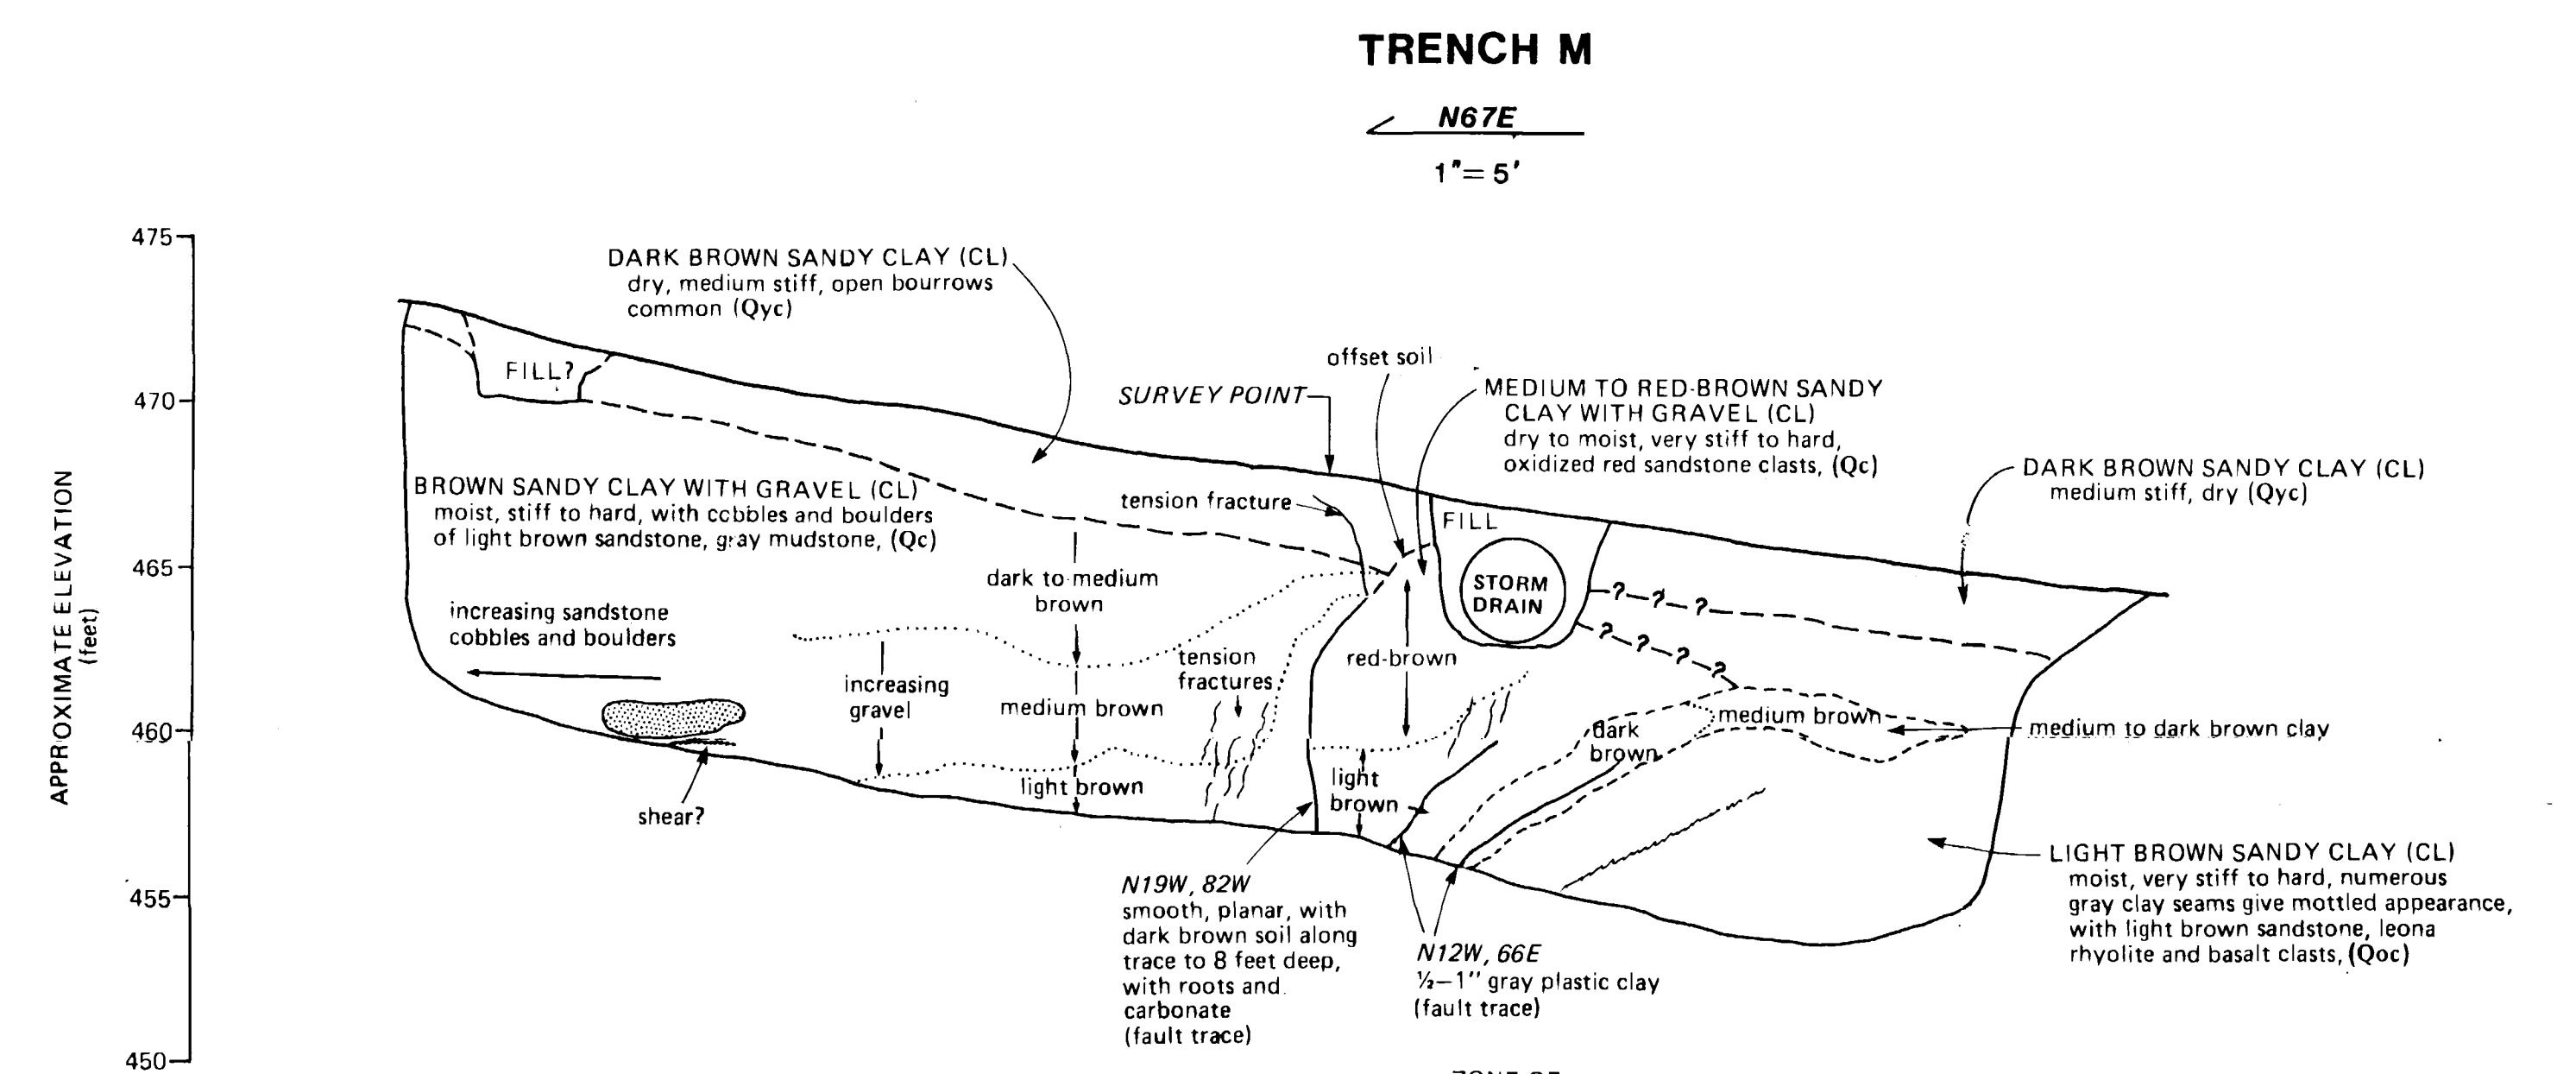 TRENCH M
N67E
1"= 5'
475
470
465
460
455
450
APPROXIMATE ELEVATION
(feet)
DARK BROWN SANDY CLAY (CL)
dry, medium stiff, open bourrows
common (Qyc)
FILL?
BROWN SANDY CLAY WITH GRAVEL (CL)
moist, stiff to hard, with cobbles and boulders
of light brown sandstone, gray mudstone, (Qc)
increasing sandstone
cobbles and boulders
shear?
increasing
gravel
dark to medium
brown
medium brown
light brown
SURVEY POINT
offset soil
tension fracture
tension
fractures
MEDIUM TO RED-BROWN SANDY
CLAY WITH GRAVEL (CL)
dry to moist, very stiff to hard,
oxidized red sandstone clasts, (Qc)
FILL
STORM
DRAIN
red-brown
light
brown
? ? ?
? ? ? ?
dark
brown
medium brown
DARK BROWN SANDY CLAY (CL)
medium stiff, dry (Qyc)
medium to dark brown clay
LIGHT BROWN SANDY CLAY (CL)
moist, very stiff to hard, numerous
gray clay seams give mottled appearance,
with light brown sandstone, leona
rhyolite and basalt clasts, (Qoc)
N19W, 82W
smooth, planar, with
dark brown soil along
trace to 8 feet deep,
with roots and
carbonate
(fault trace)
N12W, 66E
½–1" gray plastic clay
(fault trace)